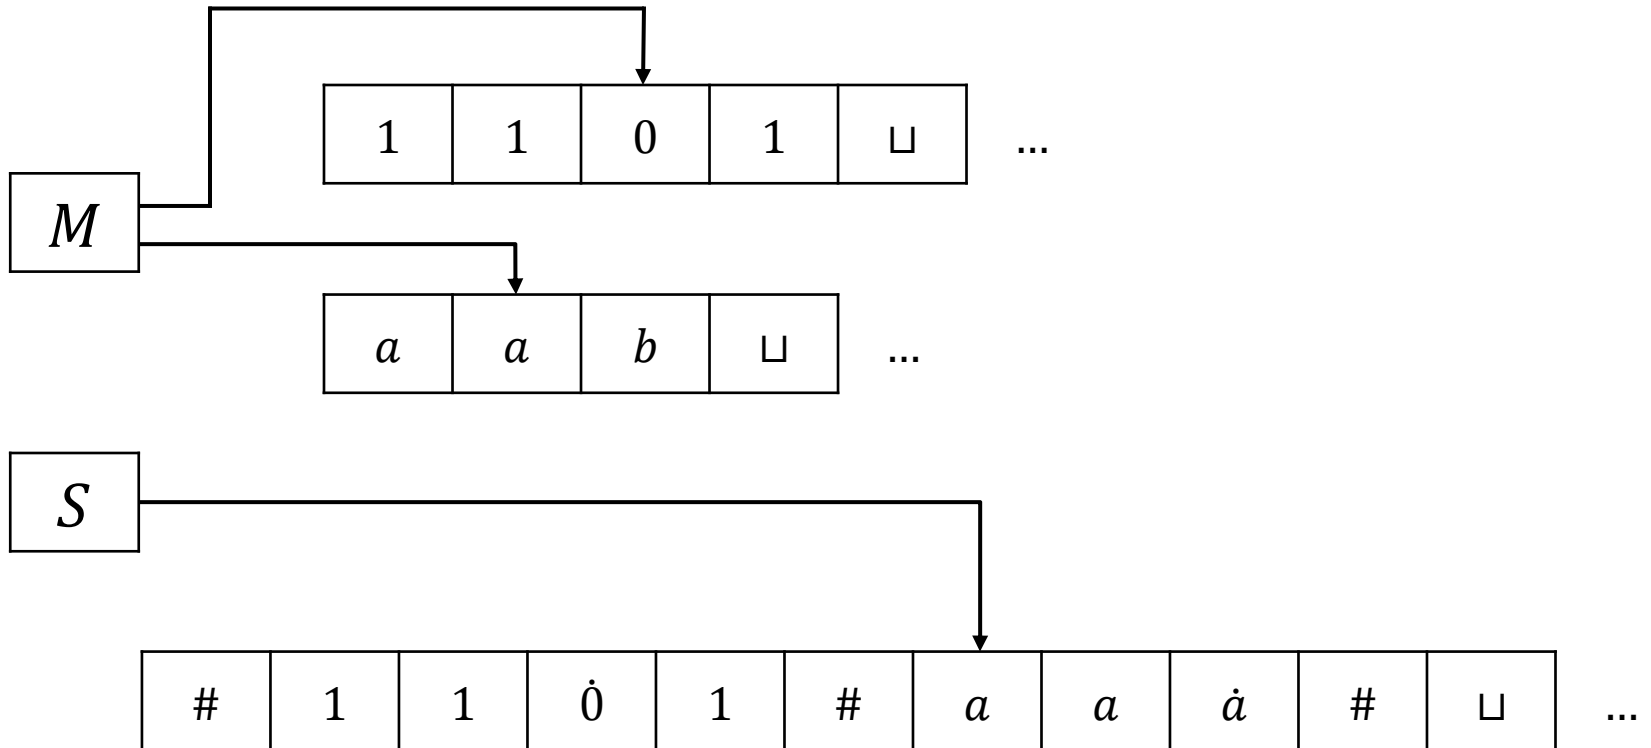 1 1 0 1 ⊔ ...
M
a a b ⊔ ...
S
# 1 1 0̇ 1 # a a ȧ # ⊔ ...